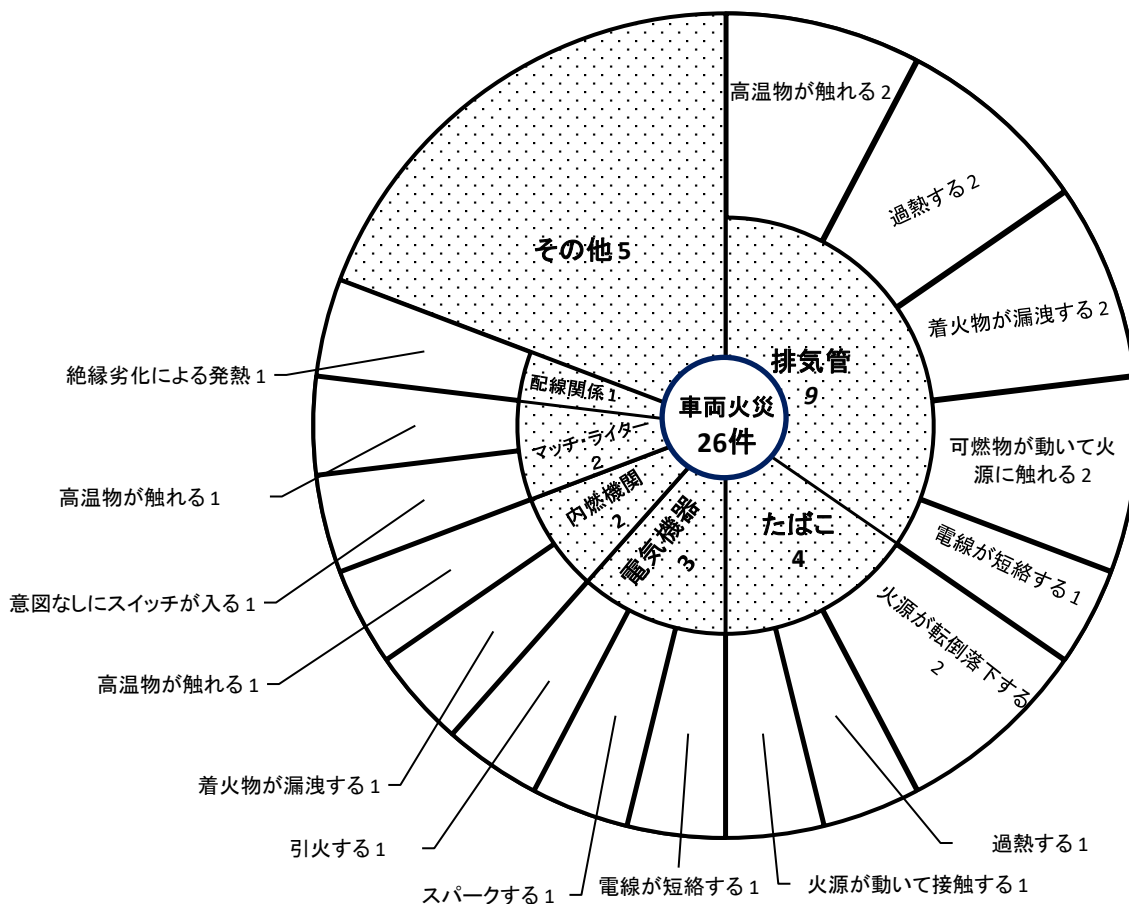 車両火災
26件
排気管
9
高温物が触れる 2
過熱する 2
着火物が漏洩する 2
可燃物が動いて火
源に触れる 2
電線が短絡する 1
たばこ
4
火源が転倒落下する
2
過熱する 1
火源が動いて接触する 1
電気機器
3
電線が短絡する 1
スパークする 1
引火する 1
内燃機関
2
着火物が漏洩する 1
高温物が触れる 1
マッチ・ライター
2
意図なしにスイッチが入る 1
高温物が触れる 1
配線関係 1
絶縁劣化による発熱 1
その他 5